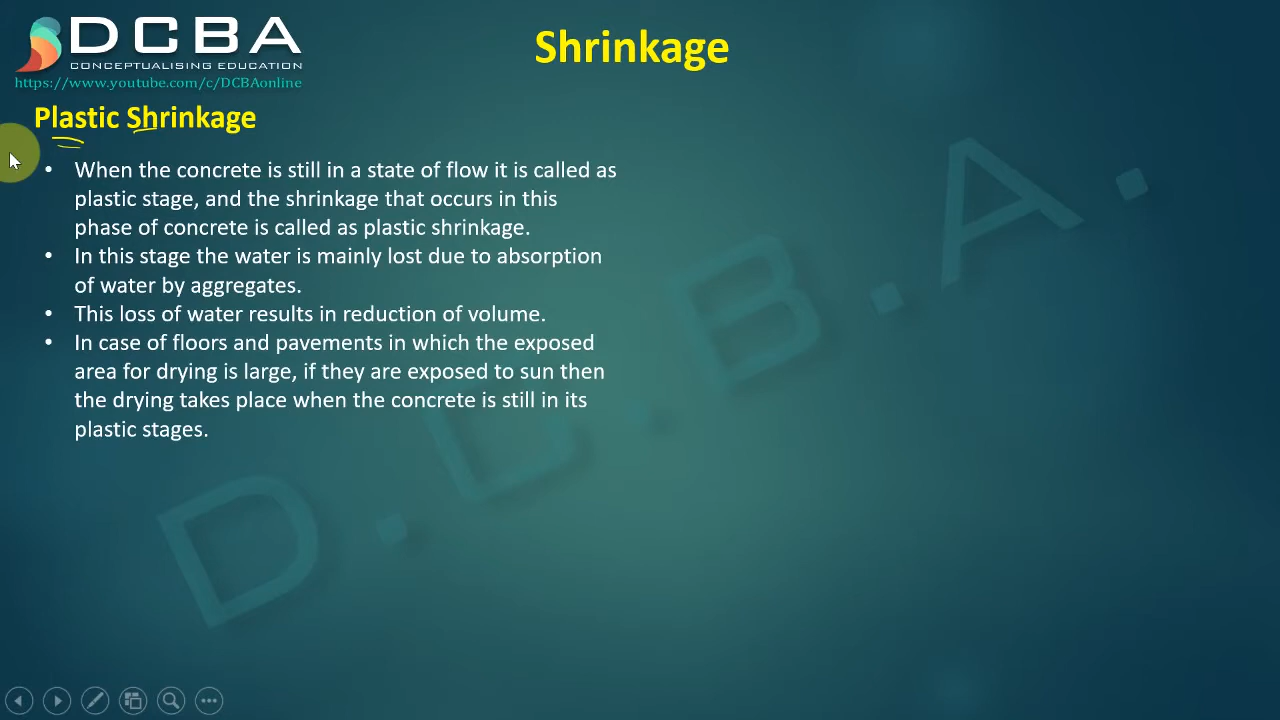 DCBA
CONCEPTUALISING EDUCATION
https://www.youtube.com/c/DCBAonline
Shrinkage
Plastic Shrinkage
• When the concrete is still in a state of flow it is called as
plastic stage, and the shrinkage that occurs in this
phase of concrete is called as plastic shrinkage.
• In this stage the water is mainly lost due to absorption
of water by aggregates.
• This loss of water results in reduction of volume.
• In case of floors and pavements in which the exposed
area for drying is large, if they are exposed to sun then
the drying takes place when the concrete is still in its
plastic stages.
D.C.B.A.